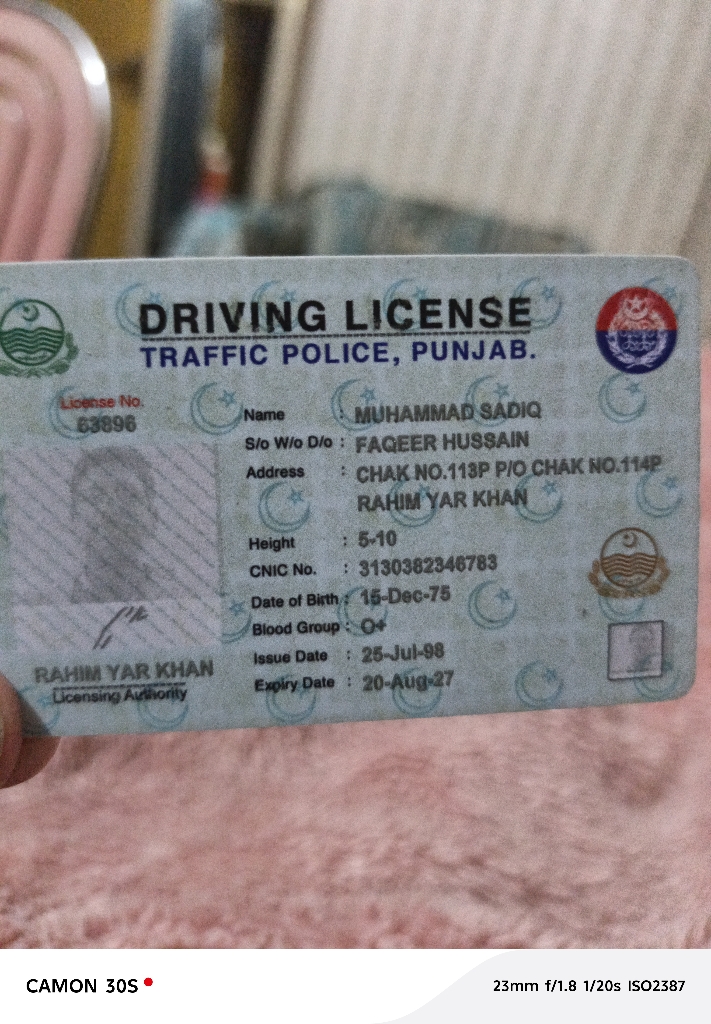 DRIVING LICENSE
TRAFFIC POLICE, PUNJAB.
License No.
63896
Name : MUHAMMAD SADIQ
S/o W/o D/o : FAQEER HUSSAIN
Address : CHAK NO.113P P/O CHAK NO.114P
RAHIM YAR KHAN
Height : 5-10
CNIC No. : 3130382346783
Date of Birth : 15-Dec-75
Blood Group : O+
Issue Date : 25-Jul-98
Expiry Date : 20-Aug-27
RAHIM YAR KHAN
Licensing Authority
CAMON 30S
23mm f/1.8 1/20s ISO2387